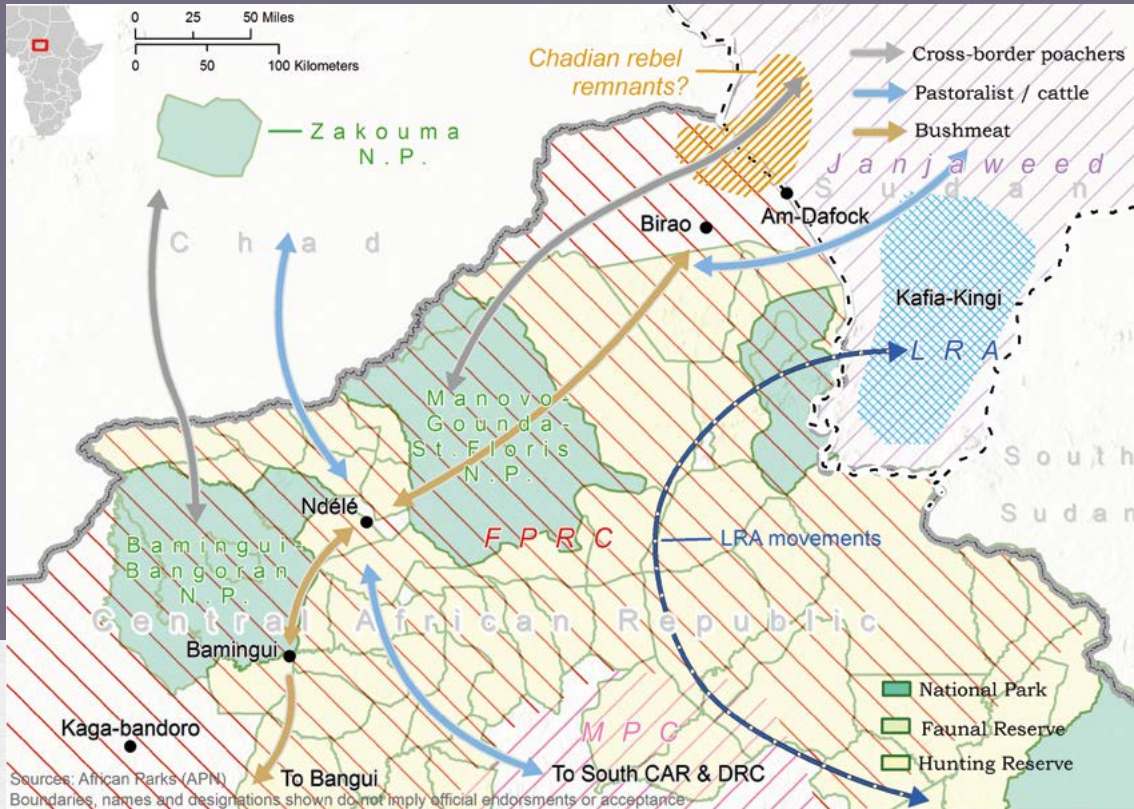 0 25 50 Miles
0 50 100 Kilometers
Chadian rebel
remnants?
Cross-border poachers
Pastoralist / cattle
Bushmeat
Zakouma
N.P.
Janjaweed
Sudan
Chad
Birao
Am-Dafock
Kafia-Kingi
LRA
Manovo-
Gounda-
St.Floris
N.P.
South
Sudan
Ndélé
FPRC
LRA movements
Bamingui-
Bangoran
N.P.
Central African Republic
Bamingui
National Park
Faunal Reserve
Hunting Reserve
MPC
Kaga-bandoro
To Bangui
To South CAR & DRC
Sources: African Parks (APN)
Boundaries, names and designations shown do not imply official endorsments or acceptance